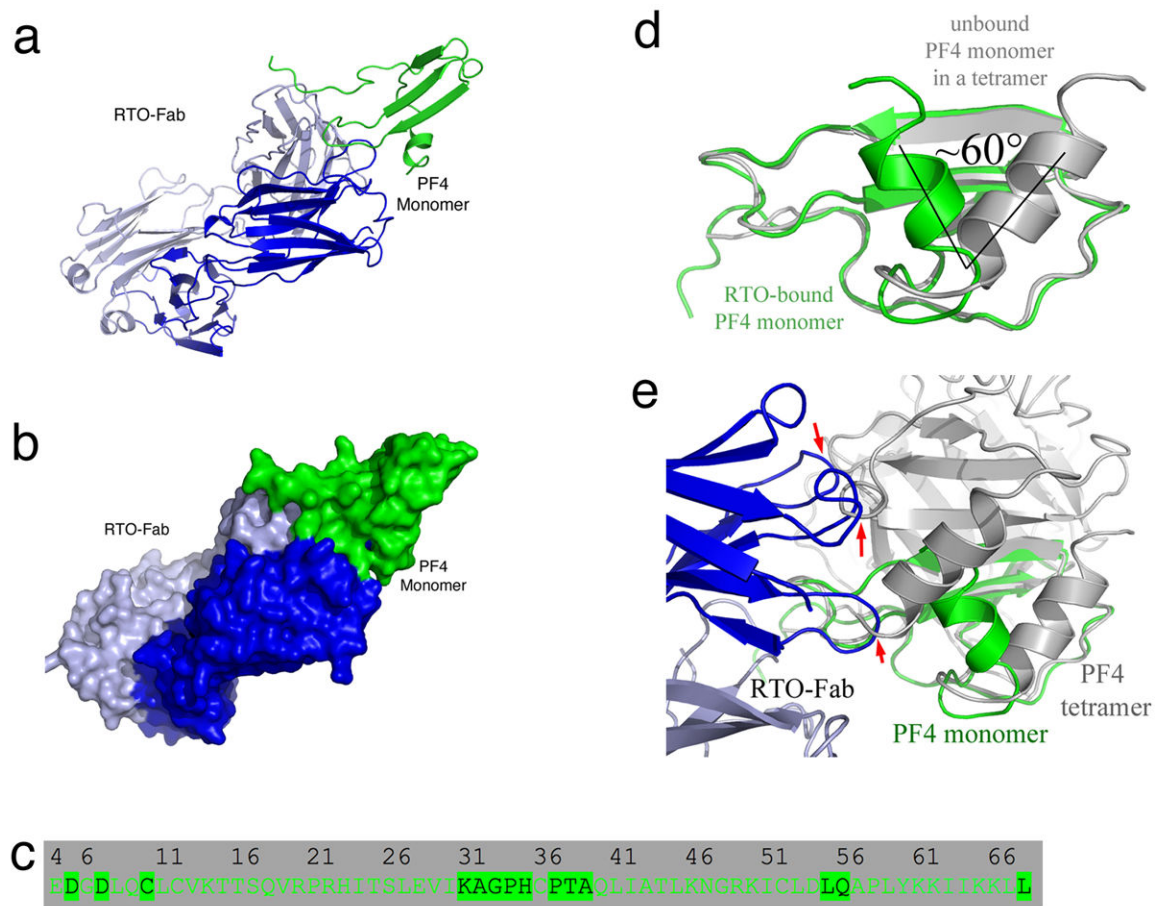 a
RTO-Fab
PF4
Monomer
b
RTO-Fab
PF4
Monomer
d
unbound
PF4 monomer
in a tetramer
~60°
RTO-bound
PF4 monomer
e
RTO-Fab
PF4
tetramer
PF4 monomer
c
4 6 11 16 21 26 31 36 41 46 51 56 61 66
EDGDLQCLCVKTTSQVRPRHITSLEVIKAGPHCPTAQLIATLKNGRKICLDLQAPLYKKIIKKLL